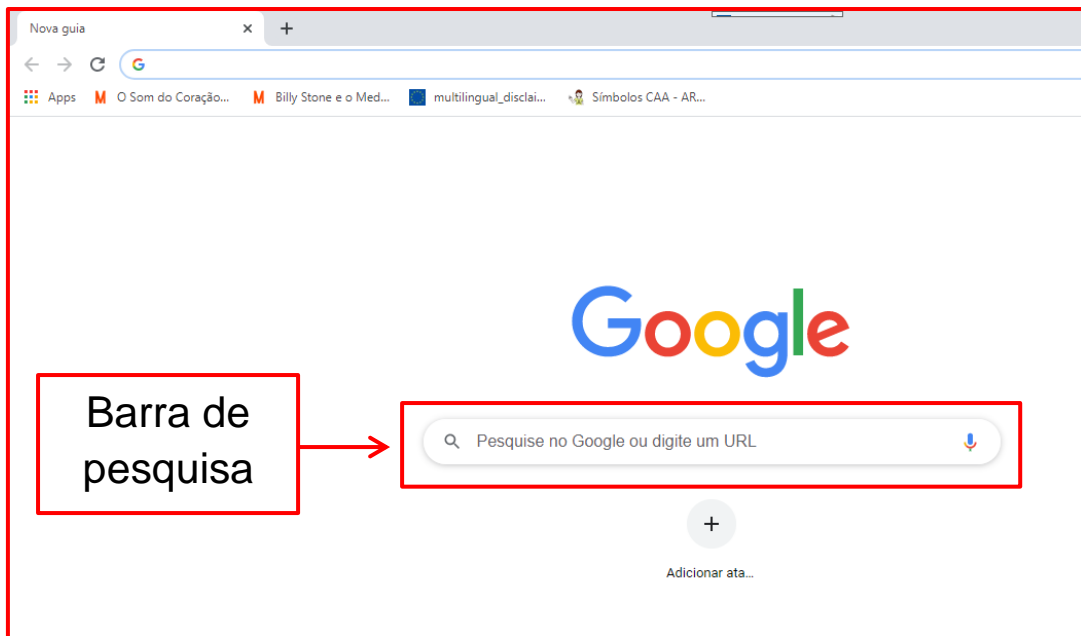 Nova guia
Apps M O Som do Coração... M Billy Stone e o Med... multilingual_disclai... Símbolos CAA - AR...
Google
Barra de
pesquisa
Pesquise no Google ou digite um URL
Adicionar ata...